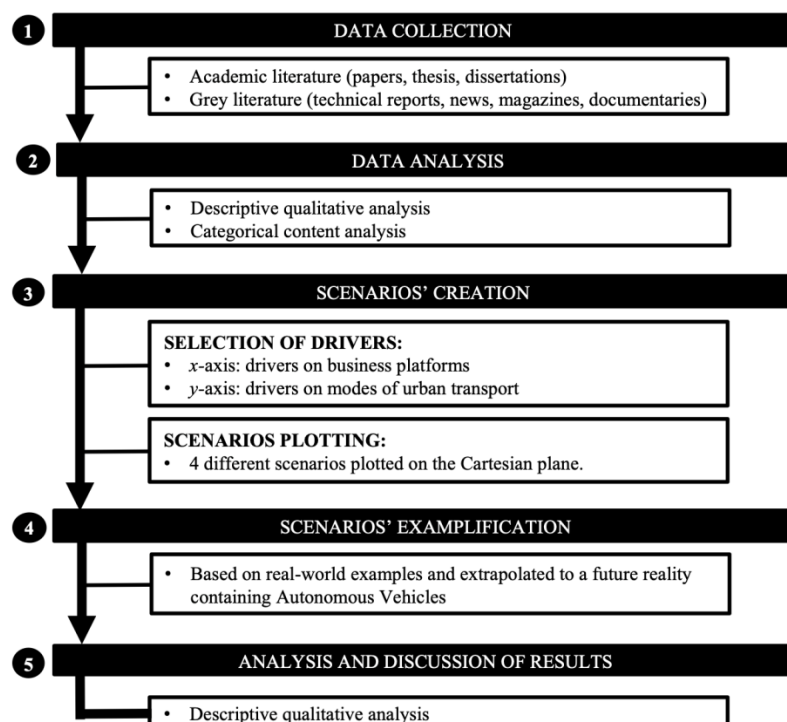 1 DATA COLLECTION
• Academic literature (papers, thesis, dissertations)
• Grey literature (technical reports, news, magazines, documentaries)
2 DATA ANALYSIS
• Descriptive qualitative analysis
• Categorical content analysis
3 SCENARIOS’ CREATION
SELECTION OF DRIVERS:
• x-axis: drivers on business platforms
• y-axis: drivers on modes of urban transport
SCENARIOS PLOTTING:
• 4 different scenarios plotted on the Cartesian plane.
4 SCENARIOS’ EXAMPLIFICATION
• Based on real-world examples and extrapolated to a future reality
containing Autonomous Vehicles
5 ANALYSIS AND DISCUSSION OF RESULTS
• Descriptive qualitative analysis